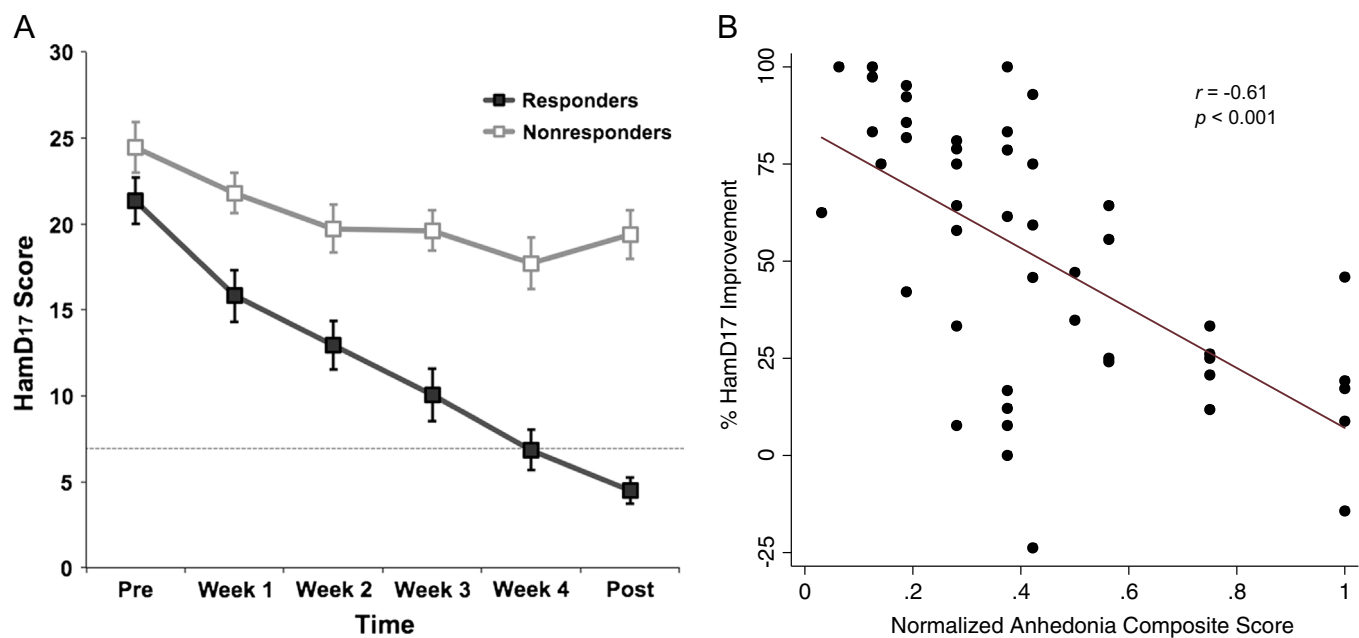 A
30
25
20
15
10
5
0
HamD17 Score
Responders
Nonresponders
Pre
Week 1
Week 2
Week 3
Week 4
Post
Time
B
100
75
50
25
0
-25
% HamD17 Improvement
r = -0.61
p < 0.001
0
.2
.4
.6
.8
1
Normalized Anhedonia Composite Score